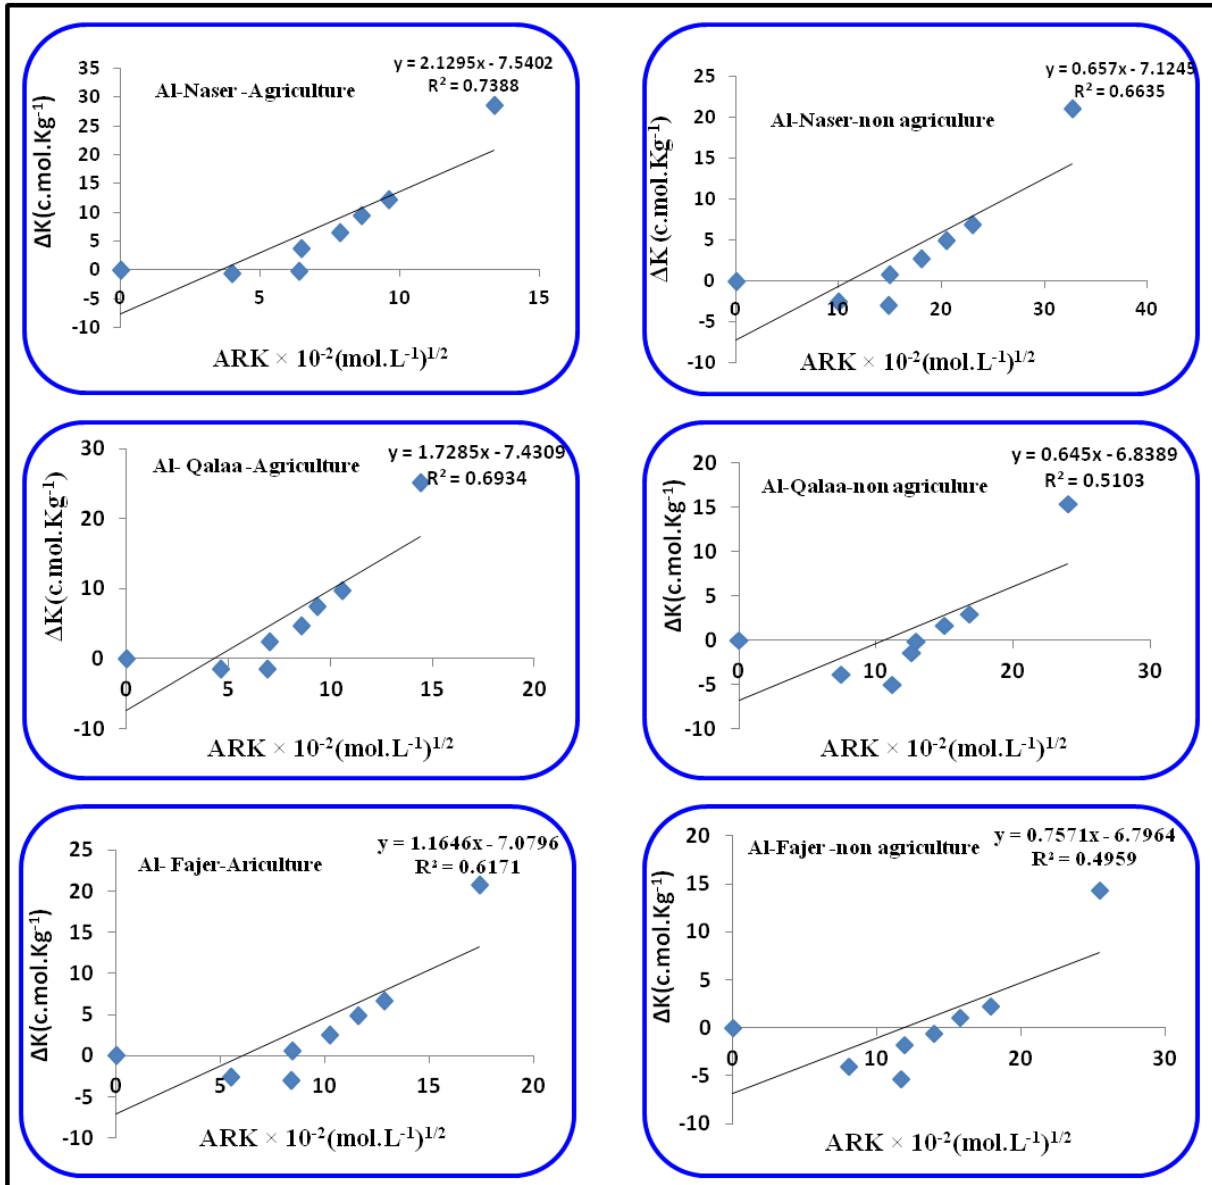 y = 2.1295x - 7.5402
R² = 0.7388
Al-Naser -Agriculture
35
30
25
20
15
10
5
0
-5
-10
0 5 10 15
ΔK(c.mol.Kg⁻¹)
ARK × 10⁻²(mol.L⁻¹)¹/²
y = 0.657x - 7.1245
R² = 0.6635
Al-Naser-non agriculure
25
20
15
10
5
0
-5
-10
0 10 20 30 40
ΔK (c.mol.Kg⁻¹)
ARK × 10⁻²(mol.L⁻¹)¹/²
y = 1.7285x - 7.4309
R² = 0.6934
Al- Qalaa -Agriculture
30
20
10
0
-10
0 5 10 15 20
ΔK(c.mol.Kg⁻¹)
ARK × 10⁻²(mol.L⁻¹)¹/²
y = 0.645x - 6.8389
R² = 0.5103
Al-Qalaa-non agriculure
20
15
10
5
0
-5
-10
0 10 20 30
ΔK(c.mol.Kg⁻¹)
ARK × 10⁻²(mol.L⁻¹)¹/²
y = 1.1646x - 7.0796
R² = 0.6171
Al- Fajer-Ariculture
25
20
15
10
5
0
-5
-10
0 5 10 15 20
ΔK(c.mol.Kg⁻¹)
ARK × 10⁻²(mol.L⁻¹)¹/²
y = 0.7571x - 6.7964
R² = 0.4959
Al-Fajer -non agriculture
20
15
10
5
0
-5
-10
0 10 20 30
ΔK(c.mol.Kg⁻¹)
ARK × 10⁻²(mol.L⁻¹)¹/²